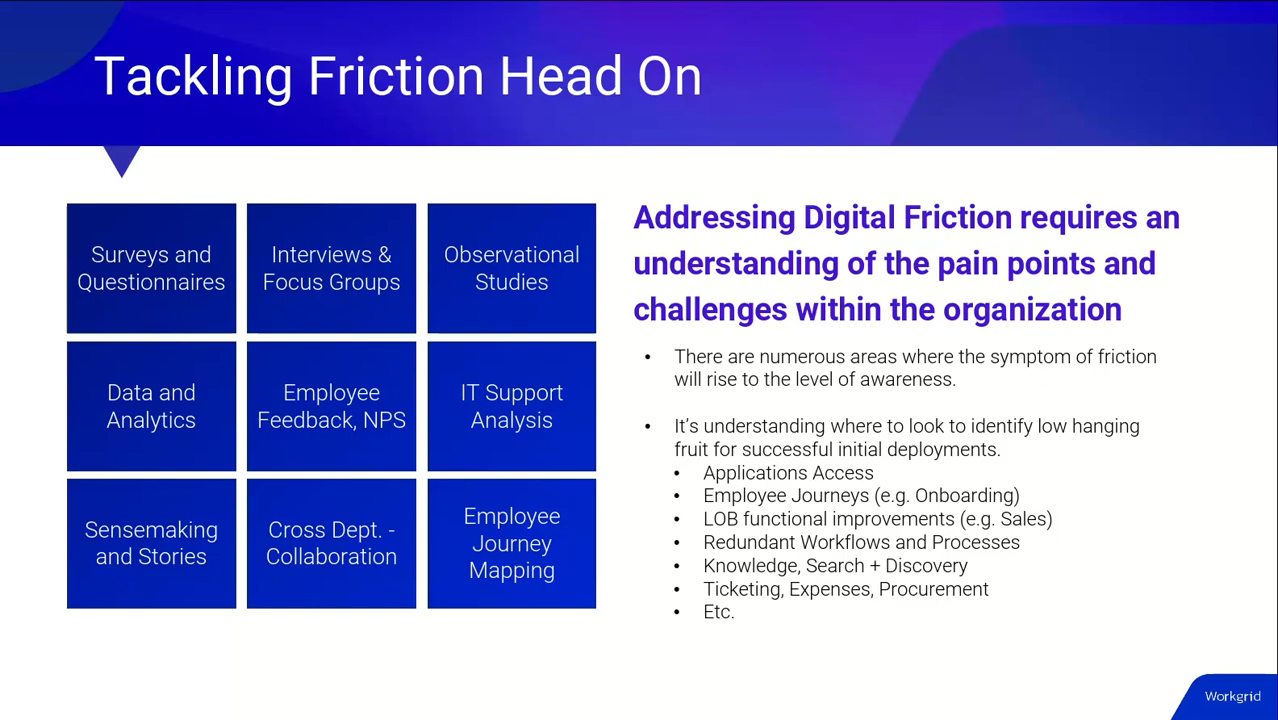 Tackling Friction Head On
Surveys and
Questionnaires
Interviews &
Focus Groups
Observational
Studies
Data and
Analytics
Employee
Feedback, NPS
IT Support
Analysis
Sensemaking
and Stories
Cross Dept. -
Collaboration
Employee
Journey
Mapping
Addressing Digital Friction requires an
understanding of the pain points and
challenges within the organization
• There are numerous areas where the symptom of friction
will rise to the level of awareness.
• It’s understanding where to look to identify low hanging
fruit for successful initial deployments.
• Applications Access
• Employee Journeys (e.g. Onboarding)
• LOB functional improvements (e.g. Sales)
• Redundant Workflows and Processes
• Knowledge, Search + Discovery
• Ticketing, Expenses, Procurement
• Etc.
Workgrid